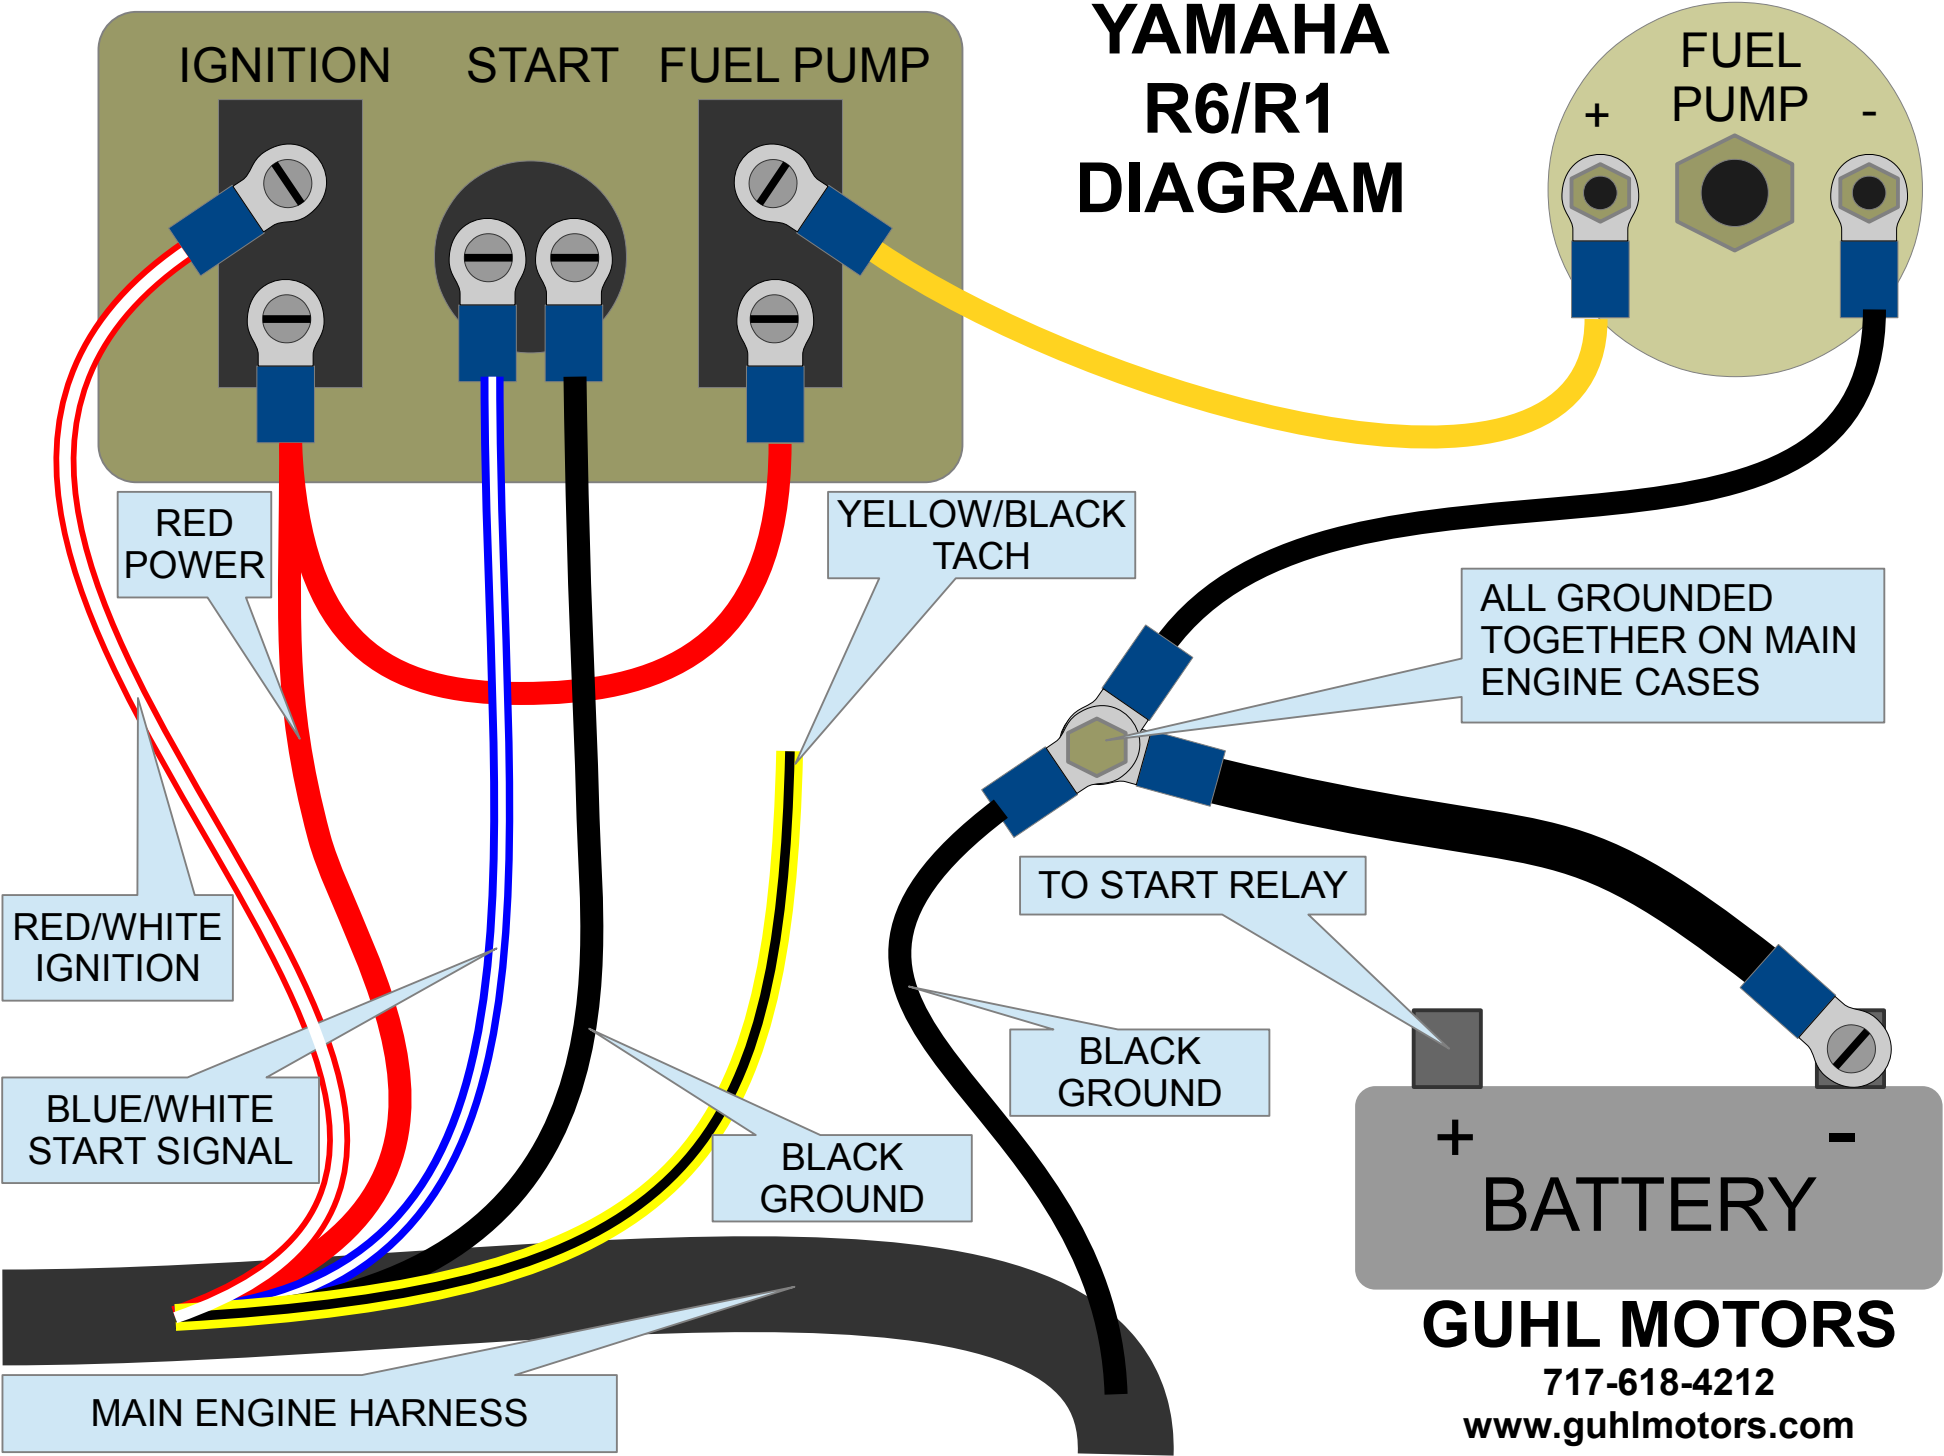 YAMAHA
R6/R1
DIAGRAM
IGNITION
START
FUEL PUMP
FUEL
PUMP
+
-
RED
POWER
YELLOW/BLACK
TACH
ALL GROUNDED
TOGETHER ON MAIN
ENGINE CASES
TO START RELAY
RED/WHITE
IGNITION
BLACK
GROUND
BLUE/WHITE
START SIGNAL
BLACK
GROUND
+
-
BATTERY
MAIN ENGINE HARNESS
GUHL MOTORS
717-618-4212
www.guhlmotors.com